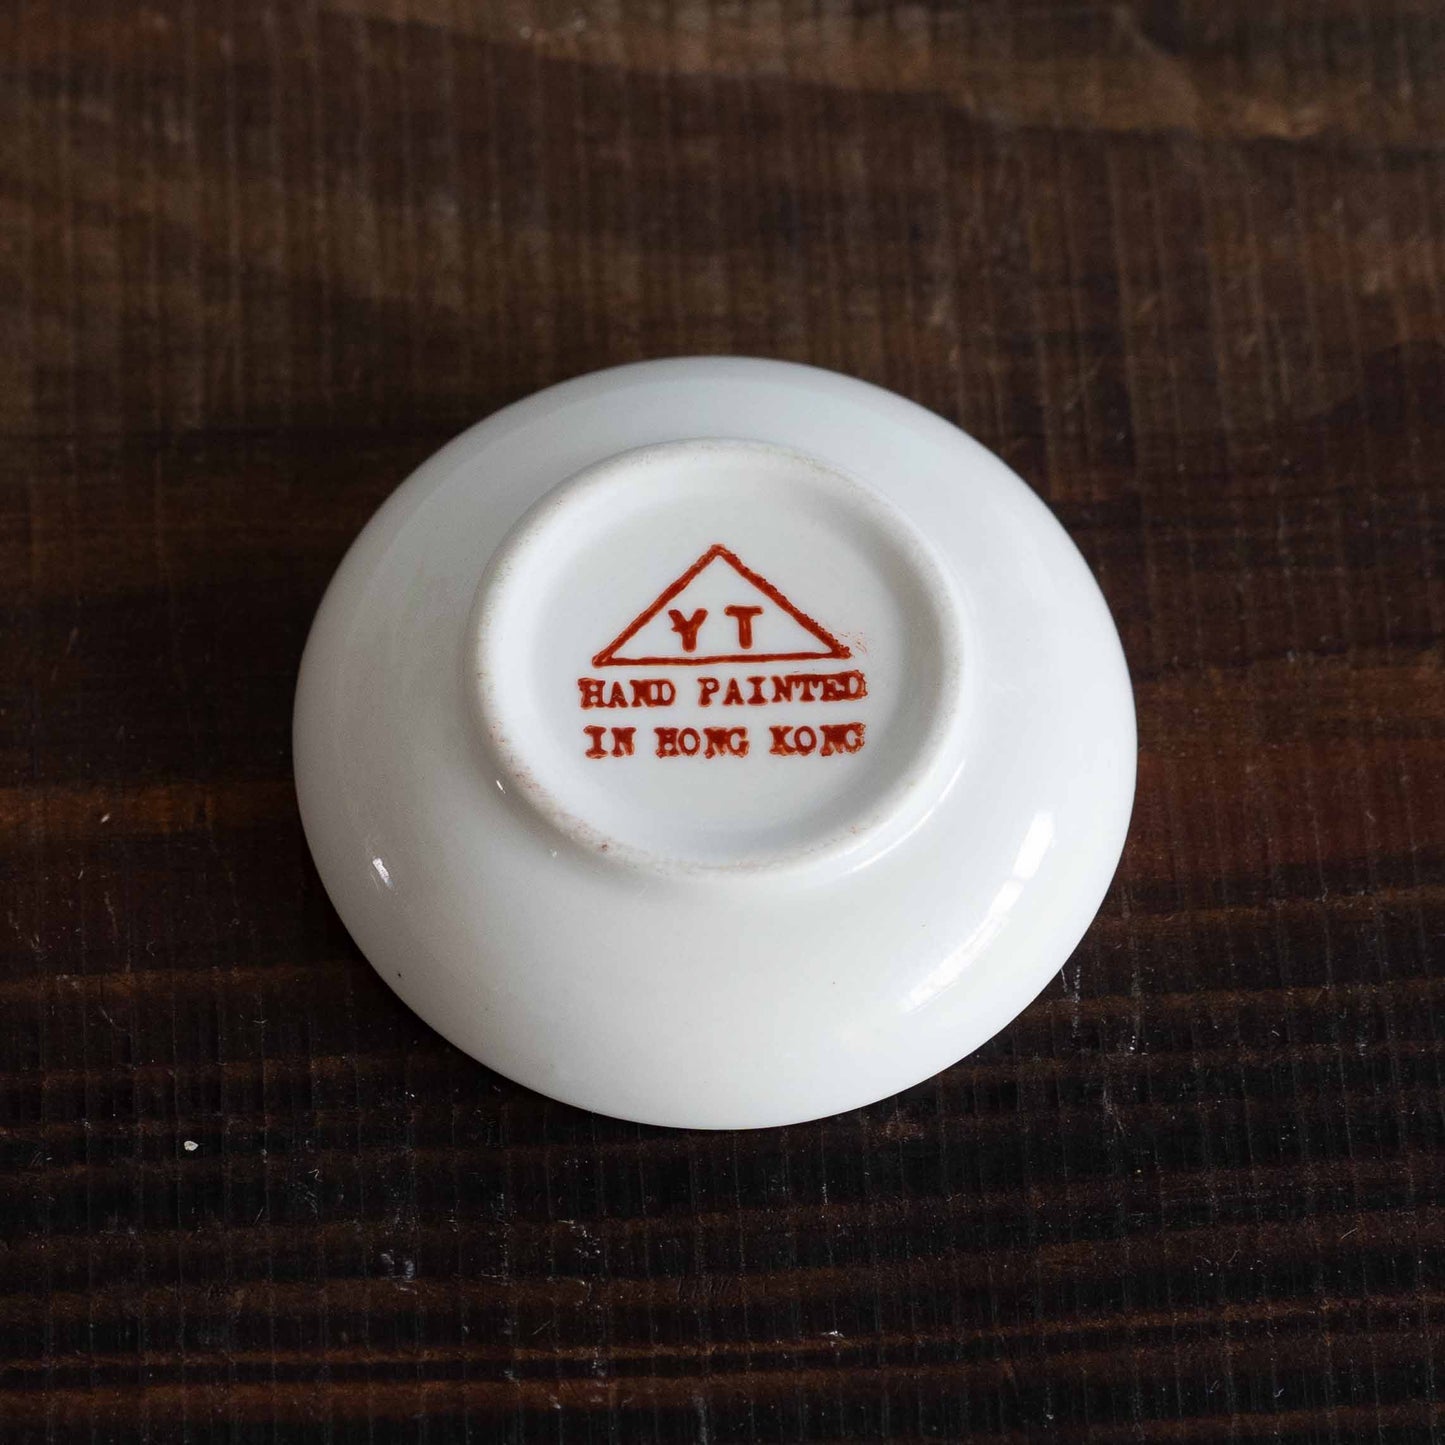 YT
HAND PAINTED
IN HONG KONG